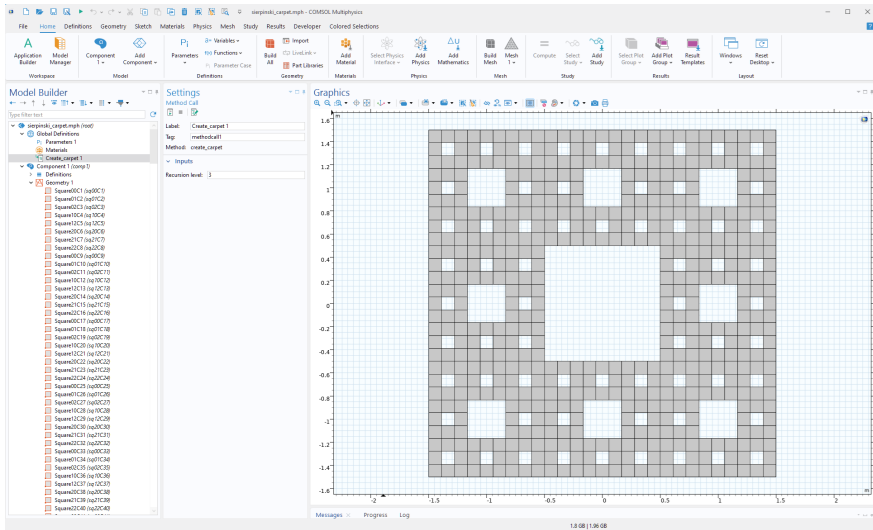 sierpinski_carpet.mph - COMSOL Multiphysics
File Home Definitions Geometry Sketch Materials Physics Mesh Study Results Developer Colored Selections
Application Builder
Model Manager
Workspace
Component 1
Add Component
Model
Pi Parameters
a= Variables
f(x) Functions
Pi Parameter Case
Definitions
Build All
Import
LiveLink
Part Libraries
Geometry
Add Material
Materials
Select Physics Interface
Add Physics
Add Mathematics
Physics
Build Mesh
Mesh 1
Mesh
Compute
Select Study
Add Study
Study
Select Plot Group
Add Plot Group
Result Templates
Results
Windows
Reset Desktop
Layout
Model Builder
Type filter text
sierpinski_carpet.mph (root)
Global Definitions
Pi Parameters 1
Materials
Create_carpet 1
Component 1 (comp1)
Definitions
Geometry 1
Square00C1 (sq00C1)
Square01C2 (sq01C2)
Square02C3 (sq02C3)
Square10C4 (sq10C4)
Square12C5 (sq12C5)
Square20C6 (sq20C6)
Square21C7 (sq21C7)
Square22C8 (sq22C8)
Square00C9 (sq00C9)
Square01C10 (sq01C10)
Square02C11 (sq02C11)
Square10C12 (sq10C12)
Square12C13 (sq12C13)
Square20C14 (sq20C14)
Square21C15 (sq21C15)
Square22C16 (sq22C16)
Square00C17 (sq00C17)
Square01C18 (sq01C18)
Square02C19 (sq02C19)
Square10C20 (sq10C20)
Square12C21 (sq12C21)
Square20C22 (sq20C22)
Square21C23 (sq21C23)
Square22C24 (sq22C24)
Square00C25 (sq00C25)
Square01C26 (sq01C26)
Square02C27 (sq02C27)
Square10C28 (sq10C28)
Square12C29 (sq12C29)
Square20C30 (sq20C30)
Square21C31 (sq21C31)
Square22C32 (sq22C32)
Square00C33 (sq00C33)
Square01C34 (sq01C34)
Square02C35 (sq02C35)
Square10C36 (sq10C36)
Square12C37 (sq12C37)
Square20C38 (sq20C38)
Square21C39 (sq21C39)
Square22C40 (sq22C40)
Settings
Method Call
Label: Create_carpet 1
Tag: methodcall1
Method: create_carpet
Inputs
Recursion level: 3
Graphics
m
1.6
1.4
1.2
1
0.8
0.6
0.4
0.2
0
-0.2
-0.4
-0.6
-0.8
-1
-1.2
-1.4
-1.6
m
-2 -1.5 -1 -0.5 0 0.5 1 1.5 2
Messages Progress Log
1.8 GB | 1.96 GB